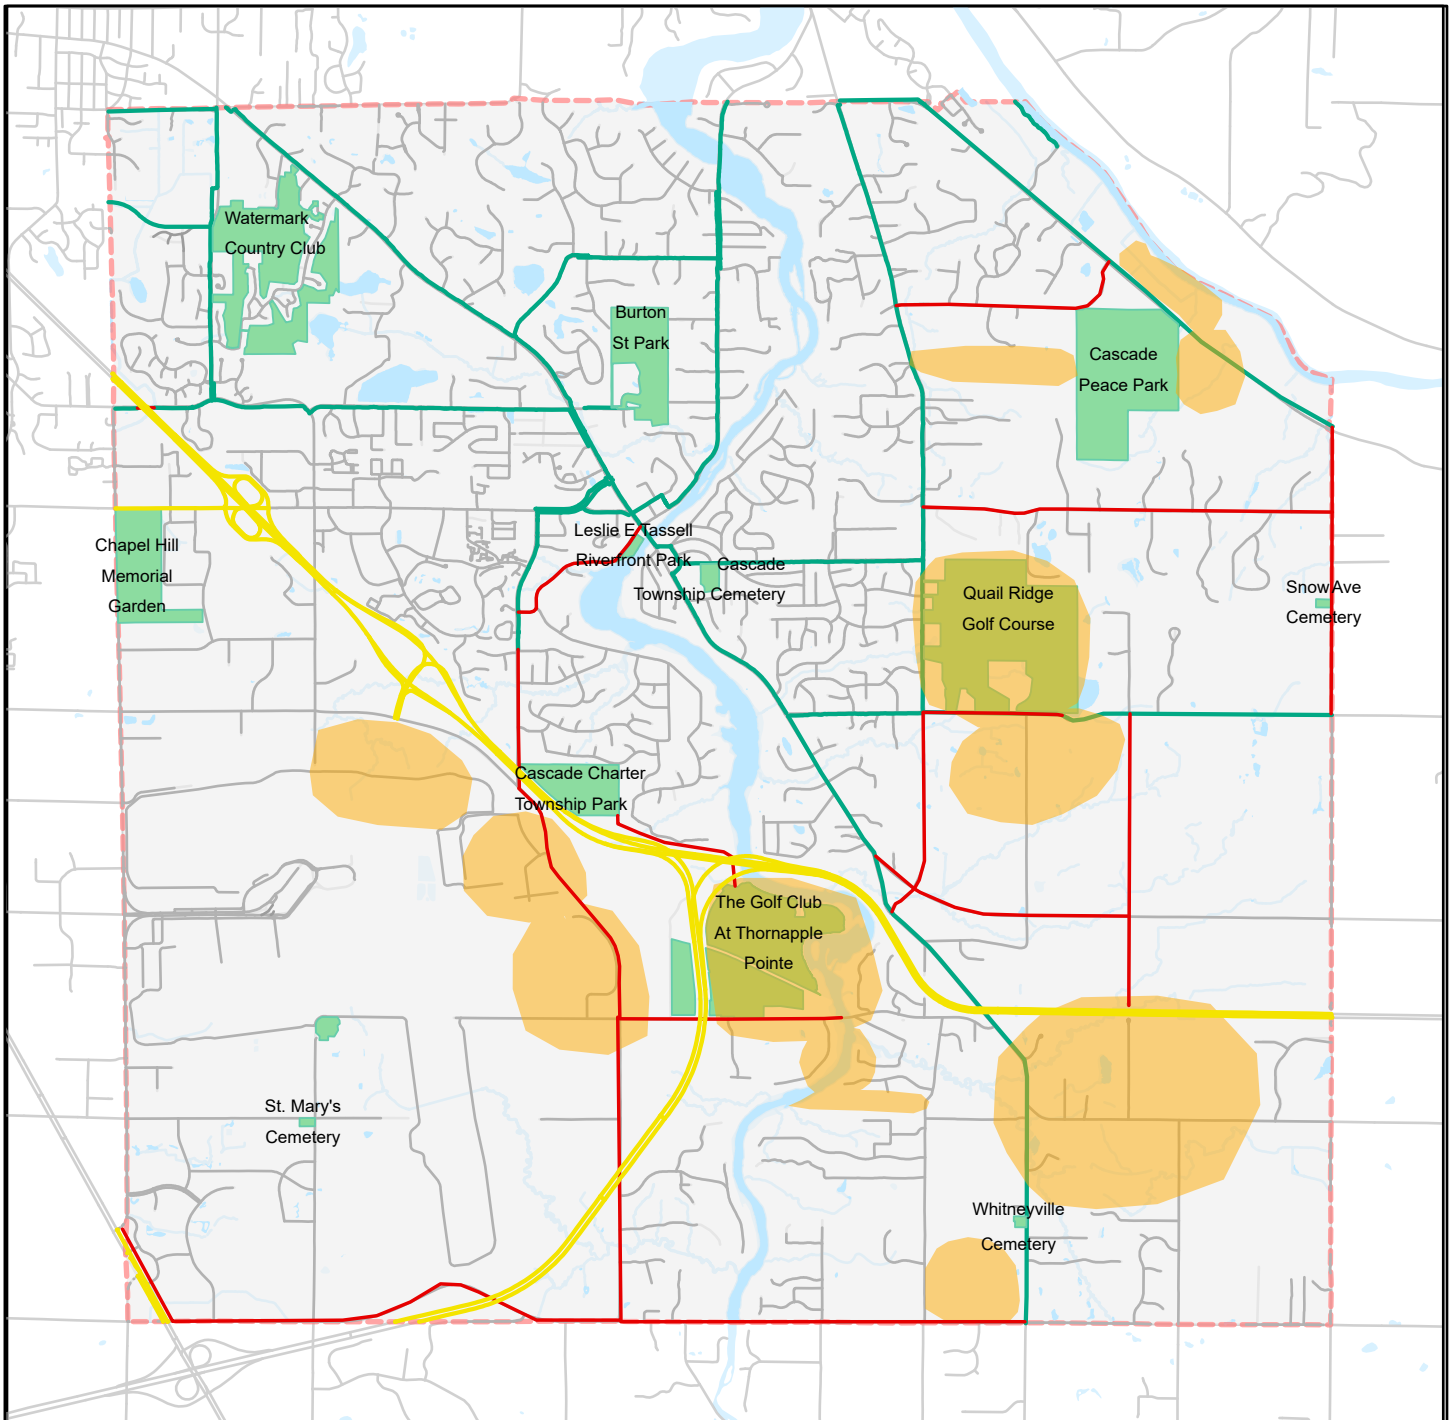 Watermark
Country Club
Burton
St Park
Cascade
Peace Park
Leslie E Tassell
Riverfront Park
Chapel Hill
Memorial
Garden
Cascade
Township Cemetery
Quail Ridge
Golf Course
Snow Ave
Cemetery
Cascade Charter
Township Park
The Golf Club
At Thornapple
Pointe
St. Mary's
Cemetery
Whitneyville
Cemetery